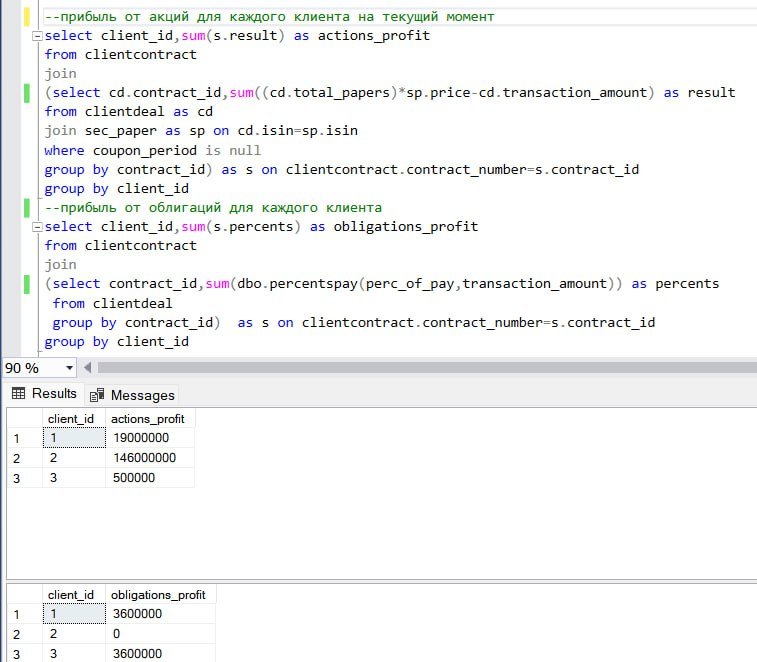 --прибыль от акций для каждого клиента на текущий момент
select client_id,sum(s.result) as actions_profit
from clientcontract
join
(select cd.contract_id,sum((cd.total_papers)*sp.price-cd.transaction_amount) as result
from clientdeal as cd
join sec_paper as sp on cd.isin=sp.isin
where coupon_period is null
group by contract_id) as s on clientcontract.contract_number=s.contract_id
group by client_id
--прибыль от облигаций для каждого клиента
select client_id,sum(s.percents) as obligations_profit
from clientcontract
join
(select contract_id,sum(dbo.percentspay(perc_of_pay,transaction_amount)) as percents
from clientdeal
group by contract_id)  as s on clientcontract.contract_number=s.contract_id
group by client_id
90 %
Results Messages
client_id actions_profit
1 1 19000000
2 2 146000000
3 3 500000
client_id obligations_profit
1 1 3600000
2 2 0
3 3 3600000